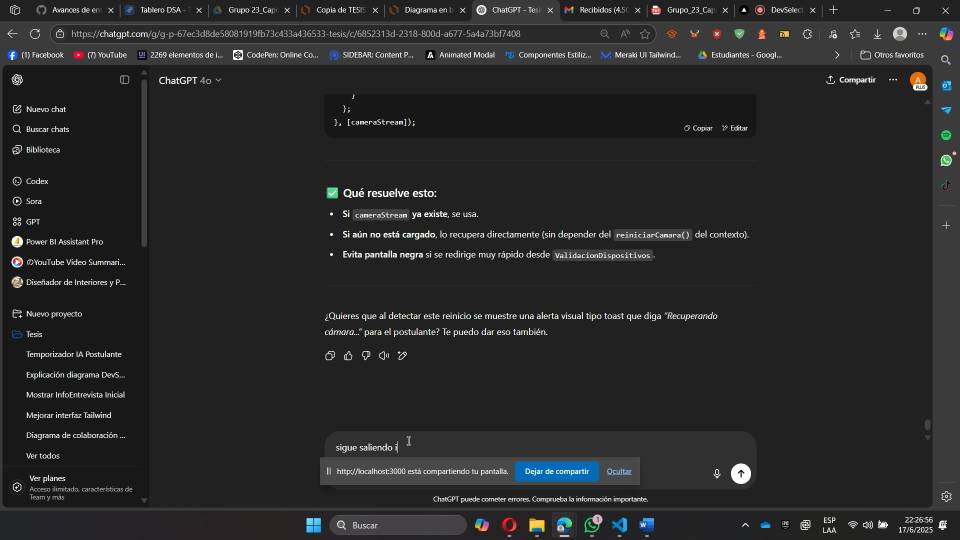 Avances de en
Tablero DSA - T
Grupo 23_Cap
Copia de TESIS
Diagrama en b
ChatGPT - Tesi
Recibidos (4.50
Grupo_23_Cap
DevSelect
https://chatgpt.com/g/g-p-67ec3d8de58081919fb73c433a436533-tesis/c/6852313d-2318-800d-a677-5a4a73bf7408
(1) Facebook
(7) YouTube
2269 elementos de i...
CodePen: Online Co...
SIDEBAR: CONTENT P...
Animated Modal
Componentes Estiliz...
Meraki UI Tailwind...
Estudiantes - Googl...
Otros favoritos
ChatGPT 4o
Compartir
A
PLUS
Nuevo chat
Buscar chats
Biblioteca
Codex
Sora
GPT
Power BI Assistant Pro
YouTube Video Summari...
Diseñador de Interiores y P...
Nuevo proyecto
Tesis
Temporizador IA Postulante
Explicación diagrama DevS...
Mostrar InfoEntrevista Inicial
Mejorar interfaz Tailwind
Diagrama de colaboración ...
Ver todos
Ver planes
Acceso ilimitado, características de
Team y más
}
};
}, [cameraStream]);
Copiar
Editar
✅ Qué resuelve esto:
• Si cameraStream ya existe, se usa.
• Si aún no está cargado, lo recupera directamente (sin depender del reiniciarCamara() del contexto).
• Evita pantalla negra si se redirige muy rápido desde ValidacionDispositivos.
¿Quieres que al detectar este reinicio se muestre una alerta visual tipo toast que diga "Recuperando
cámara..." para el postulante? Te puedo dar eso también.
sigue saliendo i
http://localhost:3000 está compartiendo tu pantalla.
Dejar de compartir
Ocultar
ChatGPT puede cometer errores. Comprueba la información importante.
Buscar
1
ESP
LAA
22:26:56
17/6/2025